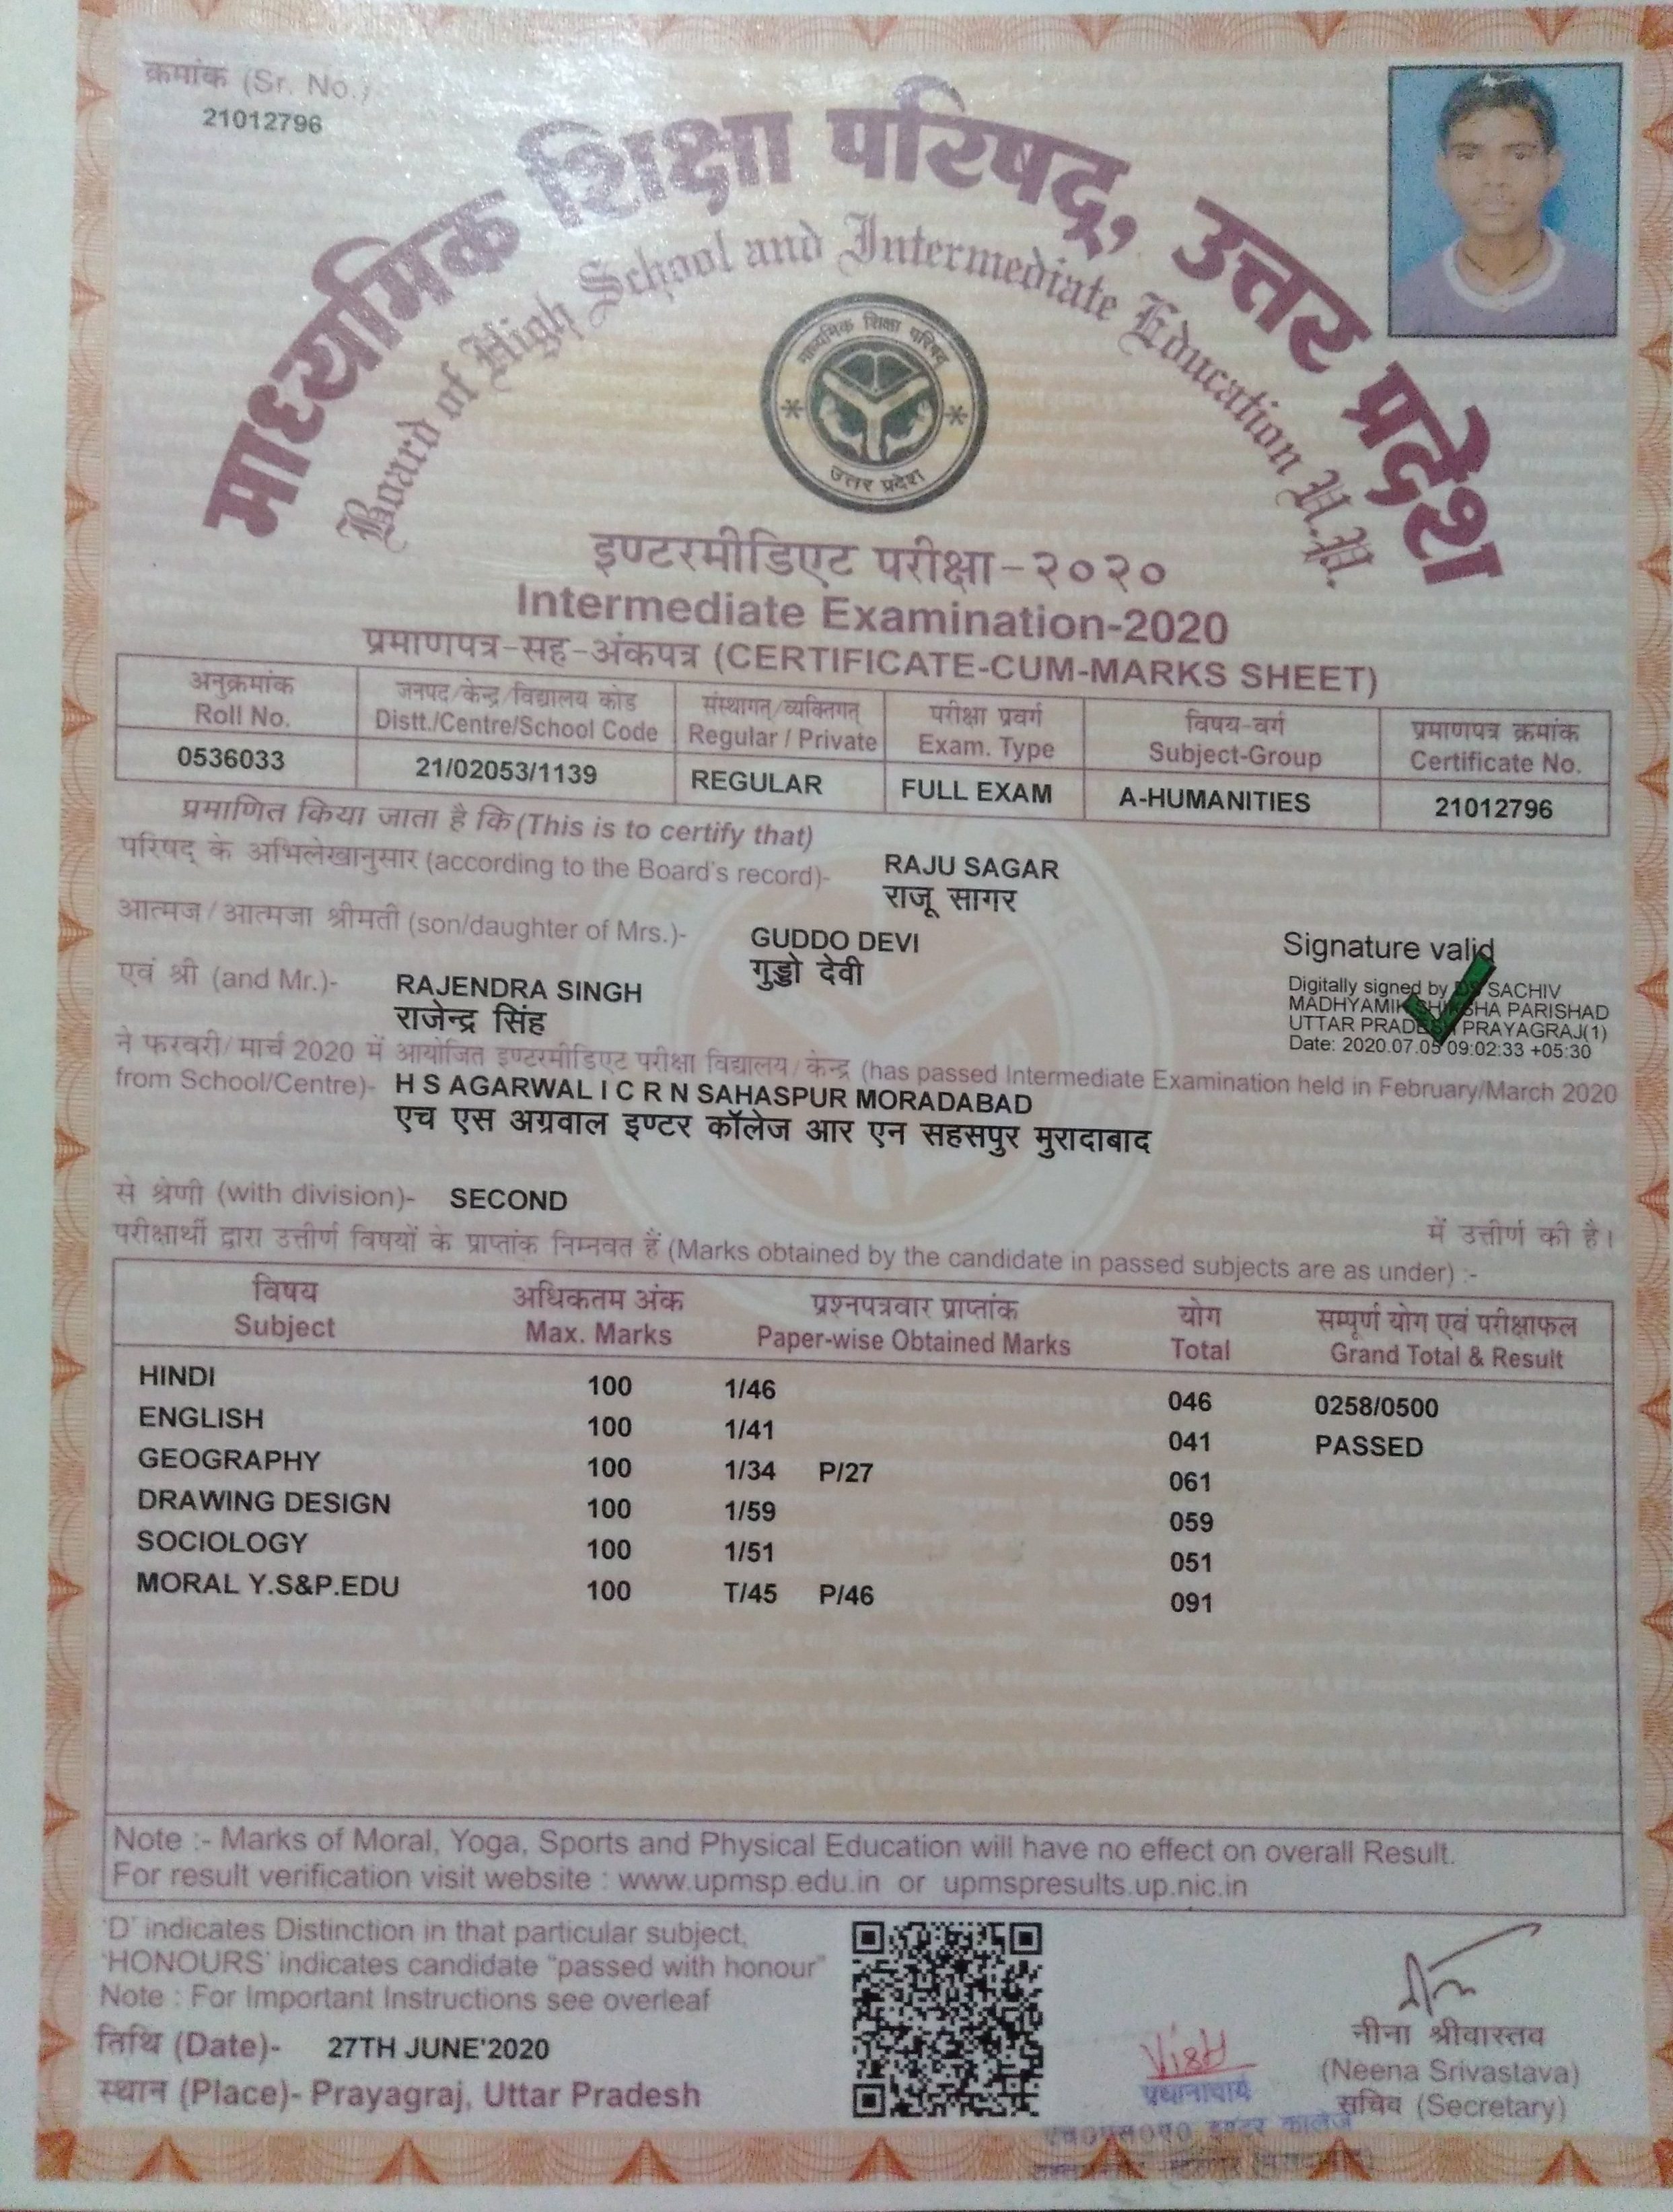 क्रमांक (Sr. No.)
21012796
माध्यमिक शिक्षा परिषद्, उत्तर प्रदेश
Board of High School and Intermediate Education U.P.
माध्यमिक शिक्षा परिषद
उत्तर प्रदेश
इण्टरमीडिएट परीक्षा-२०२०
Intermediate Examination-2020
प्रमाणपत्र-सह-अंकपत्र (CERTIFICATE-CUM-MARKS SHEET)
अनुक्रमांक जनपद/केन्द्र/विद्यालय कोड संस्थागत्/व्यक्तिगत् परीक्षा प्रवर्ग विषय-वर्ग प्रमाणपत्र क्रमांक
Roll No. Distt./Centre/School Code Regular / Private Exam. Type Subject-Group Certificate No.
0536033 21/02053/1139 REGULAR FULL EXAM A-HUMANITIES 21012796
प्रमाणित किया जाता है कि (This is to certify that)
परिषद् के अभिलेखानुसार (according to the Board's record)- RAJU SAGAR
राजू सागर
आत्मज/आत्मजा श्रीमती (son/daughter of Mrs.)- GUDDO DEVI
गुड्डो देवी
एवं श्री (and Mr.)- RAJENDRA SINGH
राजेन्द्र सिंह
Signature valid
Digitally signed by SACHIV
MADHYAMIK SHIKSHA PARISHAD
UTTAR PRADESH PRAYAGRAJ(1)
Date: 2020.07.05 09:02:33 +05:30
ने फरवरी/मार्च 2020 में आयोजित इण्टरमीडिएट परीक्षा विद्यालय/केन्द्र (has passed Intermediate Examination held in February/March 2020
from School/Centre)- H S AGARWAL I C R N SAHASPUR MORADABAD
एच एस अग्रवाल इण्टर कॉलेज आर एन सहसपुर मुरादाबाद
से श्रेणी (with division)- SECOND
में उत्तीर्ण की है।
परीक्षार्थी द्वारा उत्तीर्ण विषयों के प्राप्तांक निम्नवत हैं (Marks obtained by the candidate in passed subjects are as under) :-
विषय अधिकतम अंक प्रश्नपत्रवार प्राप्तांक योग सम्पूर्ण योग एवं परीक्षाफल
Subject Max. Marks Paper-wise Obtained Marks Total Grand Total & Result
HINDI 100 1/46 046 0258/0500
ENGLISH 100 1/41 041 PASSED
GEOGRAPHY 100 1/34 P/27 061
DRAWING DESIGN 100 1/59 059
SOCIOLOGY 100 1/51 051
MORAL Y.S&P.EDU 100 T/45 P/46 091
Note :- Marks of Moral, Yoga, Sports and Physical Education will have no effect on overall Result.
For result verification visit website : www.upmsp.edu.in or upmspresults.up.nic.in
'D' indicates Distinction in that particular subject,
'HONOURS' indicates candidate "passed with honour"
Note : For Important Instructions see overleaf
तिथि (Date)- 27TH JUNE'2020
स्थान (Place)- Prayagraj, Uttar Pradesh
प्रधानाचार्य
इण्टर कालेज
नीना श्रीवास्तव
(Neena Srivastava)
सचिव (Secretary)